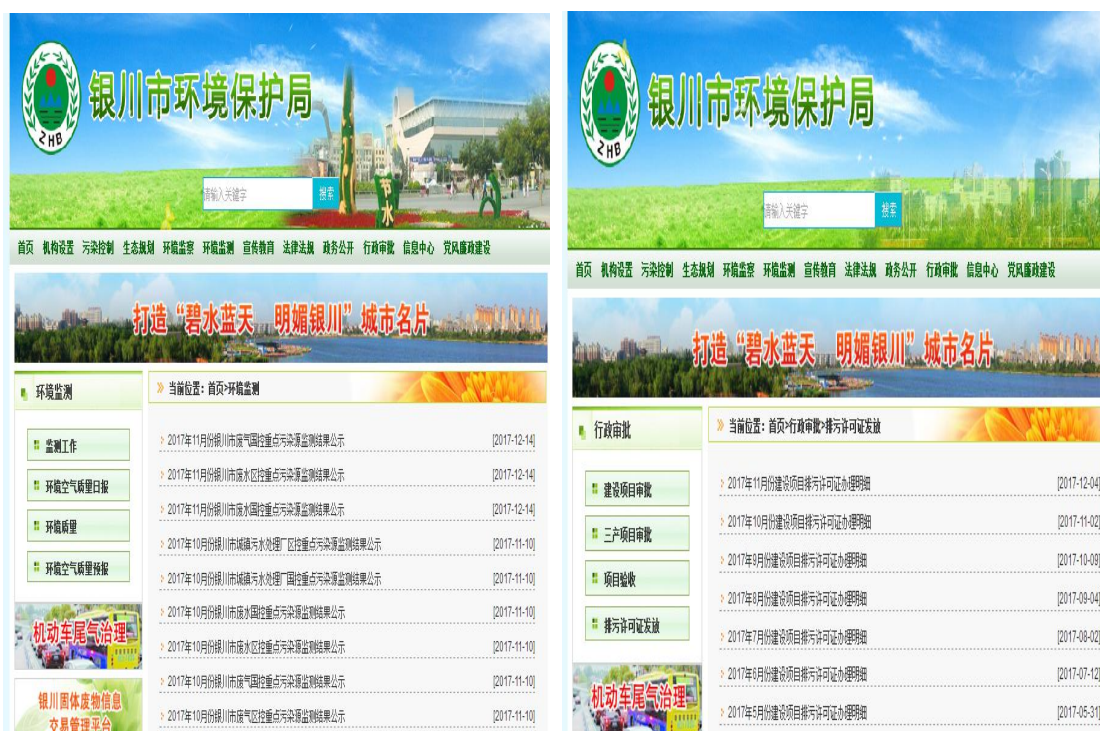 银川市环境保护局
ZHB
请输入关键字 搜索
节水
首页 机构设置 污染控制 生态规划 环境监察 环境监测 宣传教育 法律法规 政务公开 行政审批 信息中心 党风廉政建设
打造“碧水蓝天 明媚银川”城市名片
环境监测
当前位置：首页>环境监测
监测工作
环境空气质量日报
环境质量
环境空气质量预报
机动车尾气治理
银川固体废物信息
交易管理平台
2017年11月份银川市废气国控重点污染源监测结果公示 [2017-12-14]
2017年11月份银川市废水区控重点污染源监测结果公示 [2017-12-14]
2017年11月份银川市废水国控重点污染源监测结果公示 [2017-12-14]
2017年10月份银川市城镇污水处理厂区控重点污染源监测结果公示 [2017-11-10]
2017年10月份银川市城镇污水处理厂国控重点污染源监测结果公示 [2017-11-10]
2017年10月份银川市废水国控重点污染源监测结果公示 [2017-11-10]
2017年10月份银川市废水区控重点污染源监测结果公示 [2017-11-10]
2017年10月份银川市废气国控重点污染源监测结果公示 [2017-11-10]
2017年10月份银川市废气区控重点污染源监测结果公示 [2017-11-10]
银川市环境保护局
ZHB
请输入关键字 搜索
首页 机构设置 污染控制 生态规划 环境监察 环境监测 宣传教育 法律法规 政务公开 行政审批 信息中心 党风廉政建设
打造“碧水蓝天 明媚银川”城市名片
行政审批
当前位置：首页>行政审批>排污许可证发放
建设项目审批
三产项目审批
项目验收
排污许可证发放
机动车尾气治理
2017年11月份建设项目排污许可证办理明细 [2017-12-04]
2017年10月份建设项目排污许可证办理明细 [2017-11-02]
2017年9月份建设项目排污许可证办理明细 [2017-10-09]
2017年8月份建设项目排污许可证办理明细 [2017-09-04]
2017年7月份建设项目排污许可证办理明细 [2017-08-02]
2017年6月份建设项目排污许可证办理明细 [2017-07-12]
2017年5月份建设项目排污许可证办理明细 [2017-05-31]